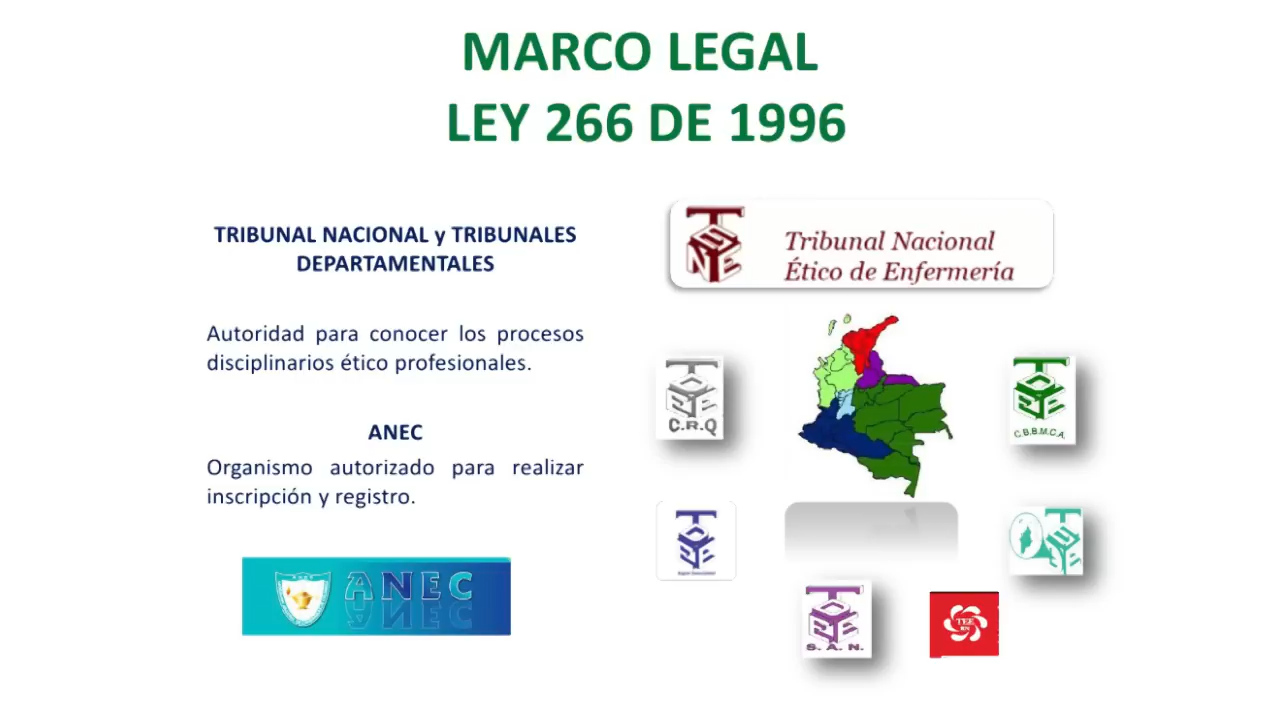 MARCO LEGAL
LEY 266 DE 1996
TRIBUNAL NACIONAL y TRIBUNALES
DEPARTAMENTALES
Autoridad para conocer los procesos
disciplinarios ético profesionales.
ANEC
Organismo autorizado para realizar
inscripción y registro.
ANEC
Tribunal Nacional
Ético de Enfermería
C.R.Q
C.B.B.M.C.A.
S. A. N.
TEE